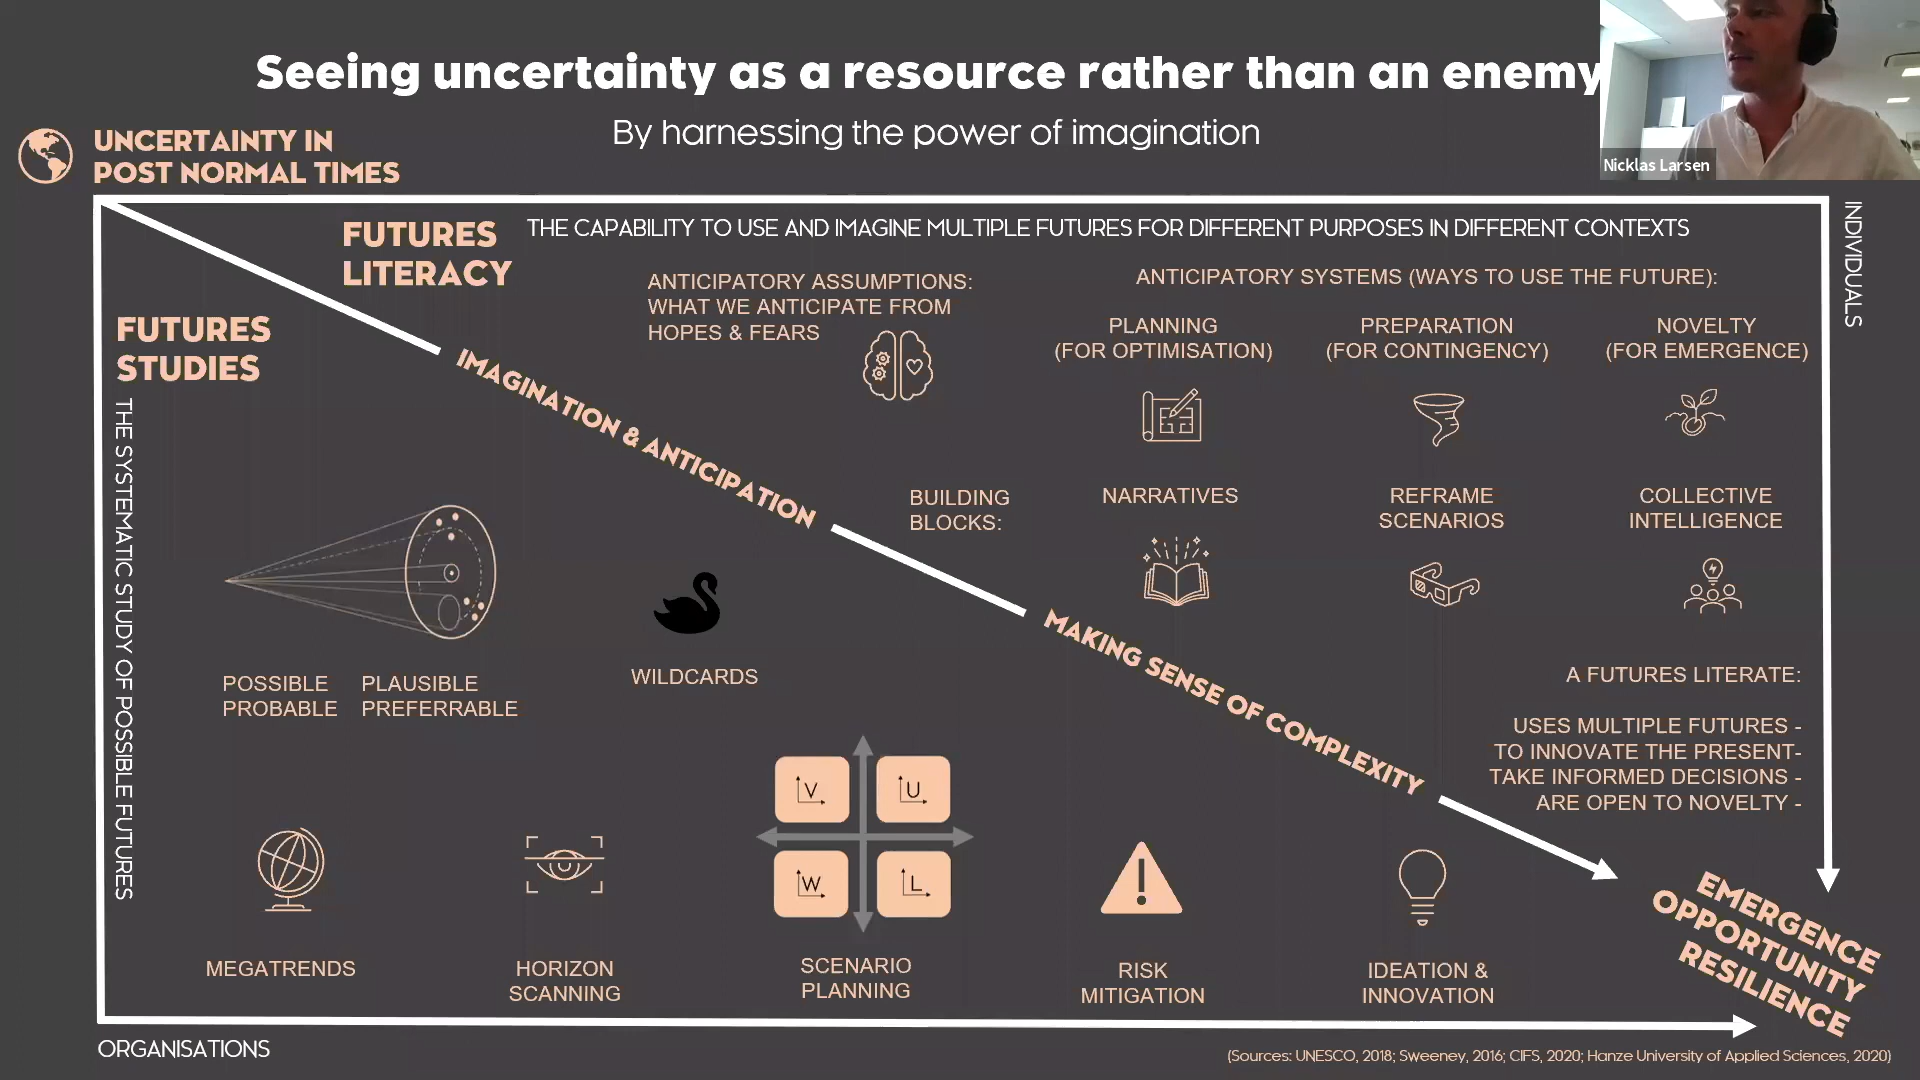 Seeing uncertainty as a resource rather than an enemy
By harnessing the power of imagination
Nicklas Larsen
UNCERTAINTY IN
POST NORMAL TIMES
FUTURES
LITERACY
THE CAPABILITY TO USE AND IMAGINE MULTIPLE FUTURES FOR DIFFERENT PURPOSES IN DIFFERENT CONTEXTS
INDIVIDUALS
ANTICIPATORY ASSUMPTIONS:
WHAT WE ANTICIPATE FROM
HOPES & FEARS
ANTICIPATORY SYSTEMS (WAYS TO USE THE FUTURE):
PLANNING
(FOR OPTIMISATION)
PREPARATION
(FOR CONTINGENCY)
NOVELTY
(FOR EMERGENCE)
FUTURES
STUDIES
THE SYSTEMATIC STUDY OF POSSIBLE FUTURES
IMAGINATION & ANTICIPATION
BUILDING
BLOCKS:
NARRATIVES
REFRAME
SCENARIOS
COLLECTIVE
INTELLIGENCE
MAKING SENSE OF COMPLEXITY
POSSIBLE
PROBABLE
PLAUSIBLE
PREFERRABLE
WILDCARDS
A FUTURES LITERATE:
USES MULTIPLE FUTURES -
TO INNOVATE THE PRESENT-
TAKE INFORMED DECISIONS -
ARE OPEN TO NOVELTY -
V
U
W
L
MEGATRENDS
HORIZON
SCANNING
SCENARIO
PLANNING
RISK
MITIGATION
IDEATION &
INNOVATION
EMERGENCE
OPPORTUNITY
RESILIENCE
ORGANISATIONS
(Sources: UNESCO, 2018; Sweeney, 2016; CIFS, 2020; Hanze University of Applied Sciences, 2020)